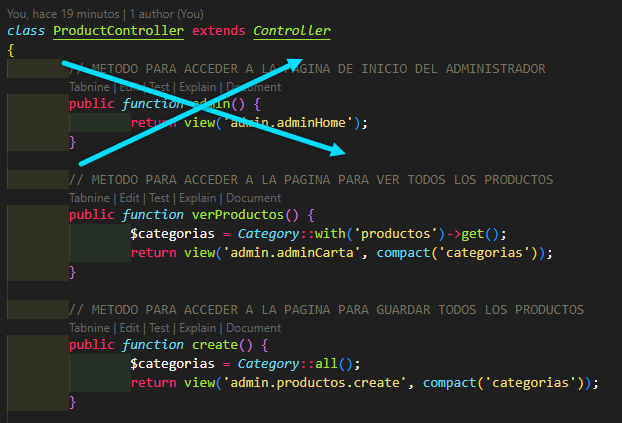 You, hace 19 minutos | 1 author (You)
class ProductController extends Controller
{
// METODO PARA ACCEDER A LA PAGINA DE INICIO DEL ADMINISTRADOR
Tabnine | Edit | Test | Explain | Document
public function admin() {
return view('admin.adminHome');
}
// METODO PARA ACCEDER A LA PAGINA PARA VER TODOS LOS PRODUCTOS
Tabnine | Edit | Test | Explain | Document
public function verProductos() {
$categorias = Category::with('productos')->get();
return view('admin.adminCarta', compact('categorias'));
}
// METODO PARA ACCEDER A LA PAGINA PARA GUARDAR TODOS LOS PRODUCTOS
Tabnine | Edit | Test | Explain | Document
public function create() {
$categorias = Category::all();
return view('admin.productos.create', compact('categorias'));
}